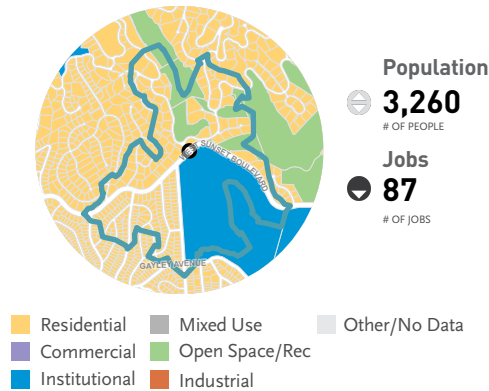 SUNSET BOULEVARD
GAYLEY AVENUE
Population
3,260
# OF PEOPLE
Jobs
87
# OF JOBS
Residential
Mixed Use
Other/No Data
Commercial
Open Space/Rec
Institutional
Industrial